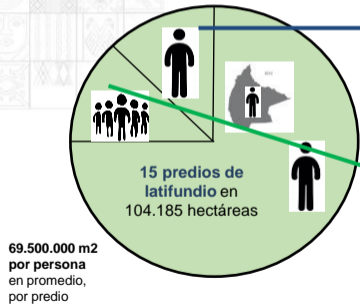 15 predios de
latifundio en
104.185 hectáreas
69.500.000 m2
por persona
en promedio,
por predio